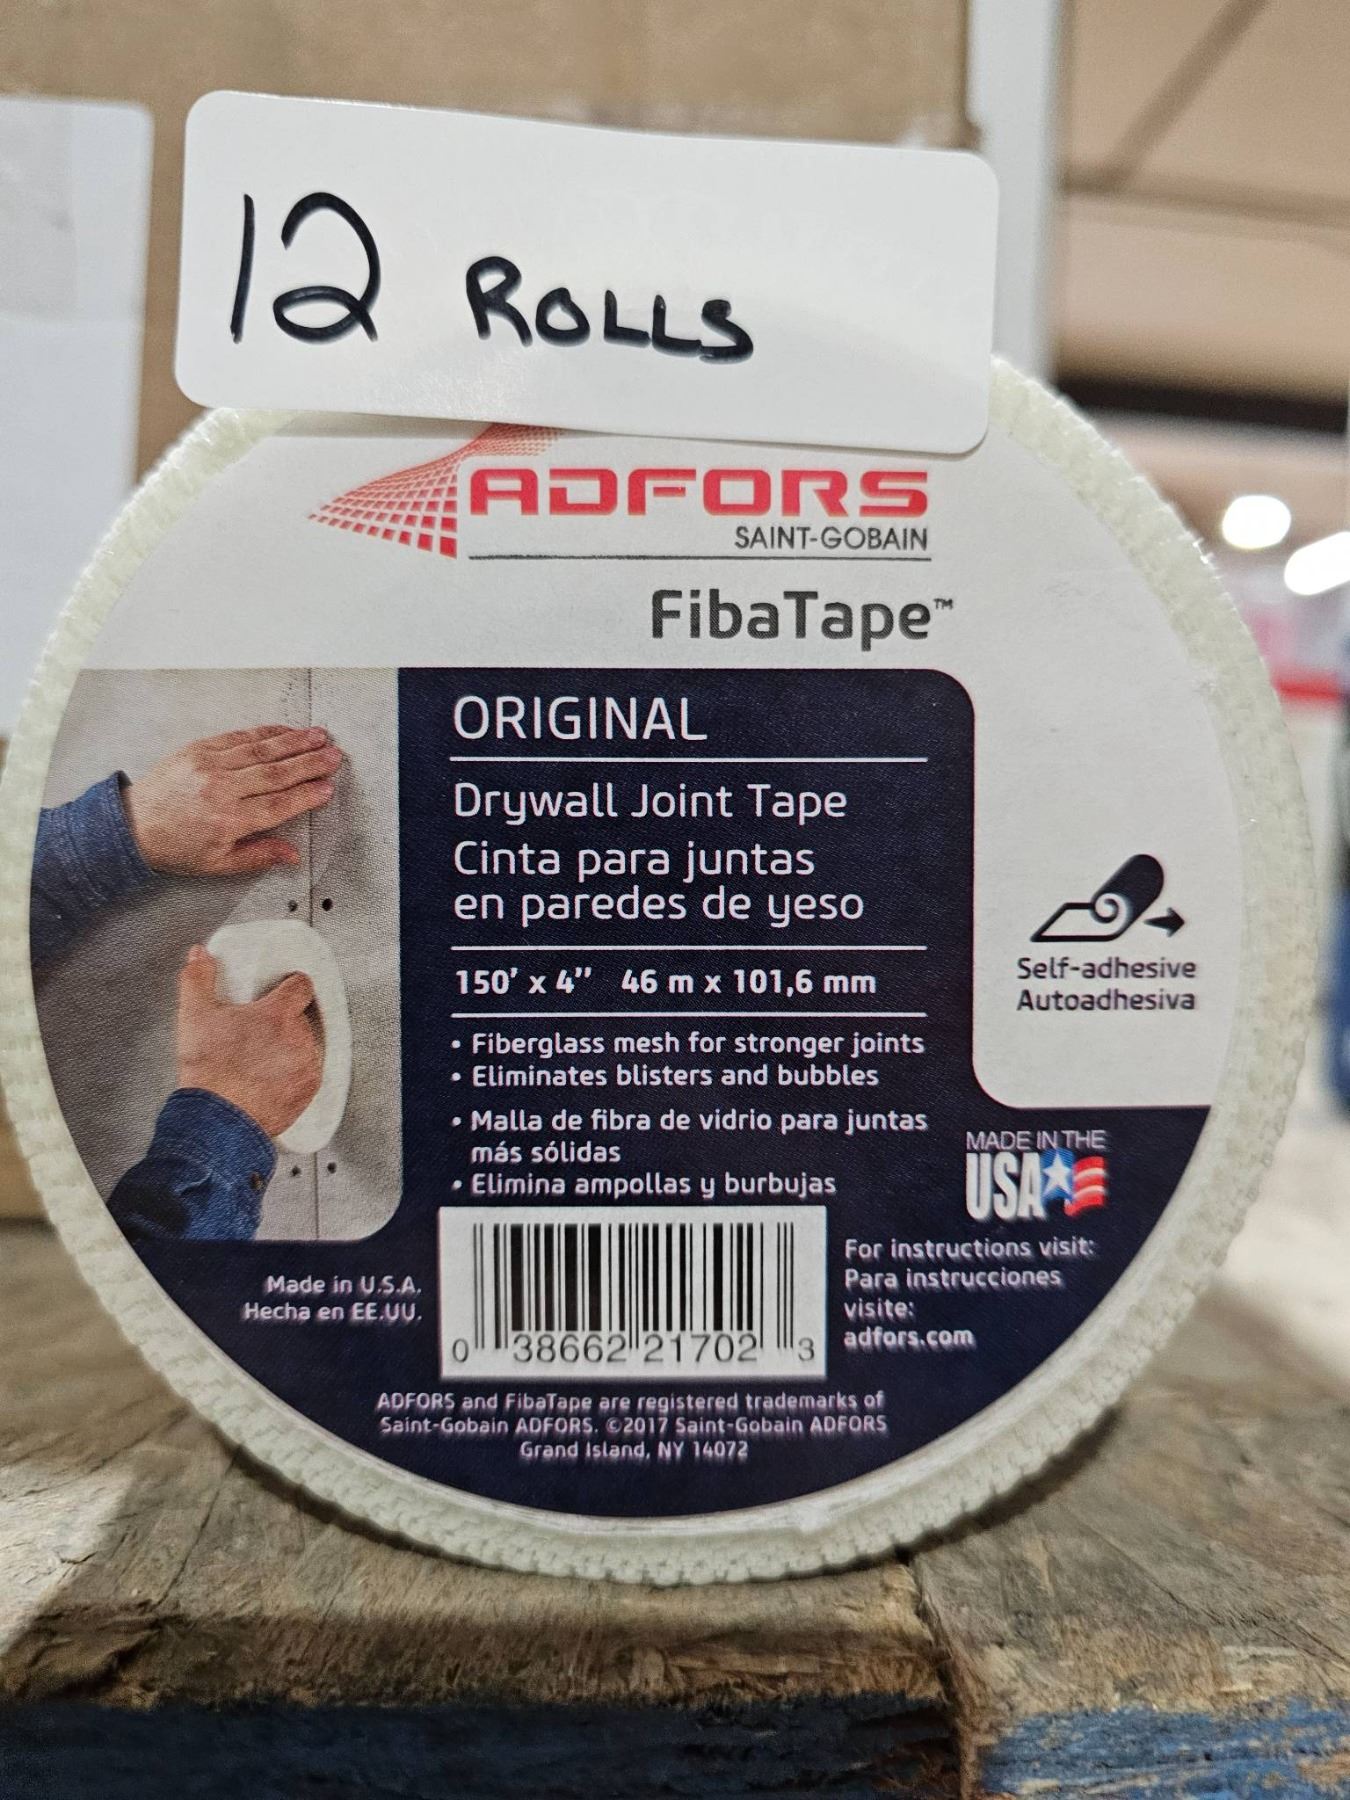 12 ROLLS
ADFORS
SAINT-GOBAIN
FibaTape™
ORIGINAL
Drywall Joint Tape
Cinta para juntas
en paredes de yeso
150' x 4" 46 m x 101,6 mm
• Fiberglass mesh for stronger joints
• Eliminates blisters and bubbles
• Malla de fibra de vidrio para juntas
más sólidas
• Elimina ampollas y burbujas
Self-adhesive
Autoadhesiva
MADE IN THE
USA
Made in U.S.A.
Hecha en EE.UU.
0 38662 21702 3
For instructions visit:
Para instrucciones
visite:
adfors.com
ADFORS and FibaTape are registered trademarks of
Saint-Gobain ADFORS. ©2017 Saint-Gobain ADFORS
Grand Island, NY 14072